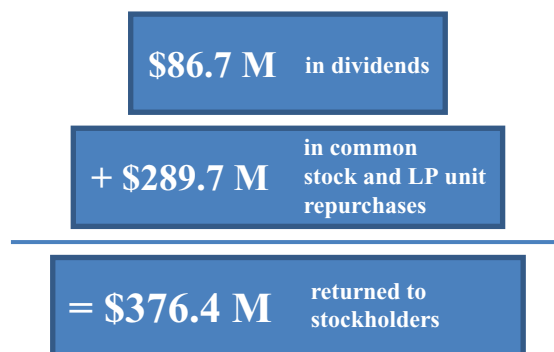 $86.7 M in dividends
+ $289.7 M in common
stock and LP unit
repurchases
= $376.4 M returned to
stockholders